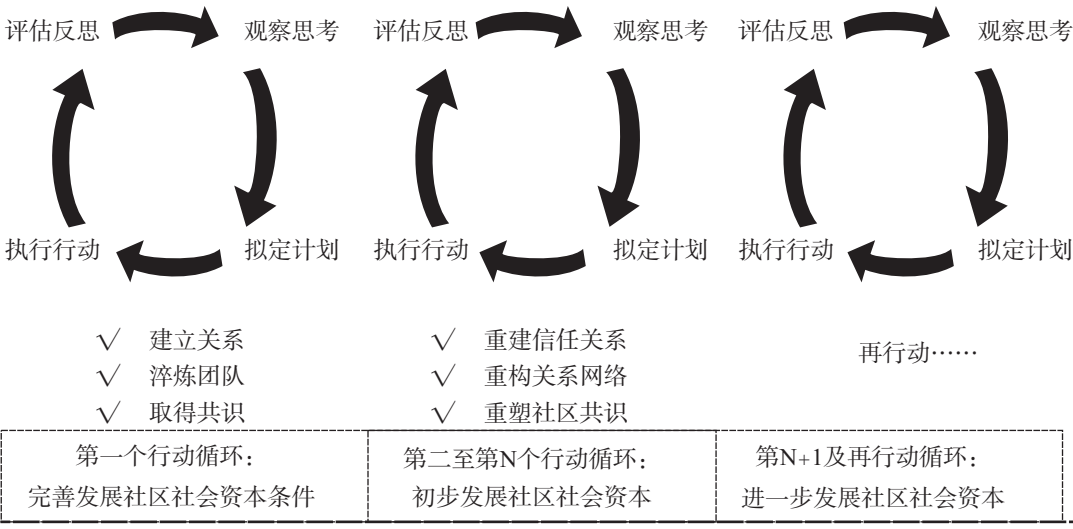 评估反思 观察思考 评估反思 观察思考 评估反思 观察思考
执行行动 拟定计划 执行行动 拟定计划 执行行动 拟定计划
√ 建立关系
√ 淬炼团队
√ 取得共识
√ 重建信任关系
√ 重构关系网络
√ 重塑社区共识
再行动……
第一个行动循环：
完善发展社区社会资本条件
第二至第N个行动循环：
初步发展社区社会资本
第N+1及再行动循环：
进一步发展社区社会资本